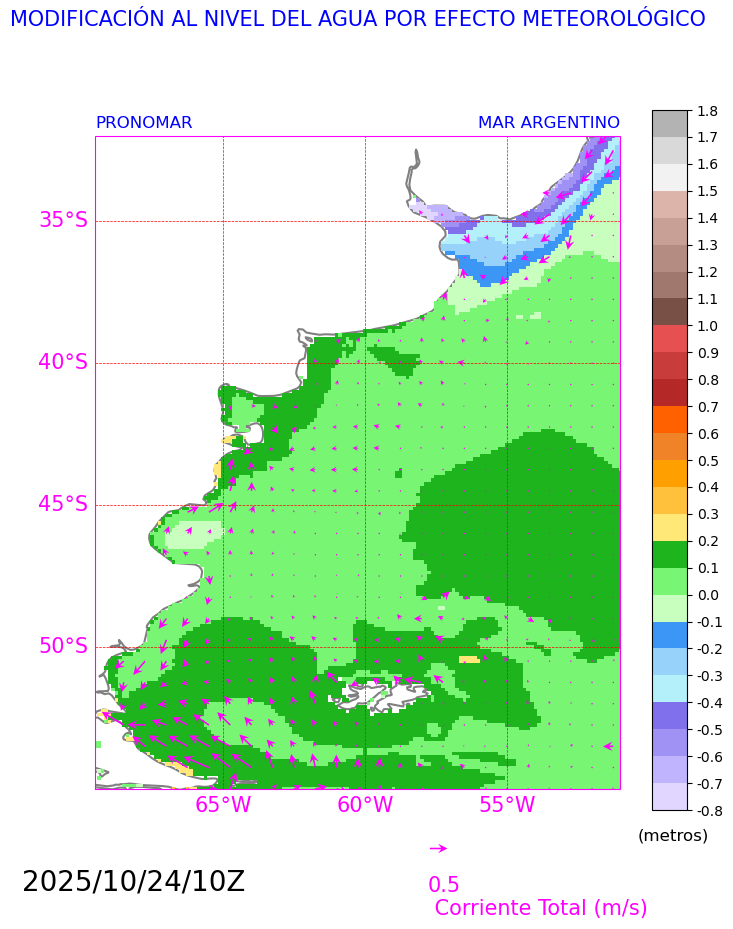 MODIFICACIÓN AL NIVEL DEL AGUA POR EFECTO METEOROLÓGICO
PRONOMAR
MAR ARGENTINO
35°S
40°S
45°S
50°S
65°W
60°W
55°W
1.8
1.7
1.6
1.5
1.4
1.3
1.2
1.1
1.0
0.9
0.8
0.7
0.6
0.5
0.4
0.3
0.2
0.1
0.0
-0.1
-0.2
-0.3
-0.4
-0.5
-0.6
-0.7
-0.8
(metros)
2025/10/24/10Z
0.5
Corriente Total (m/s)